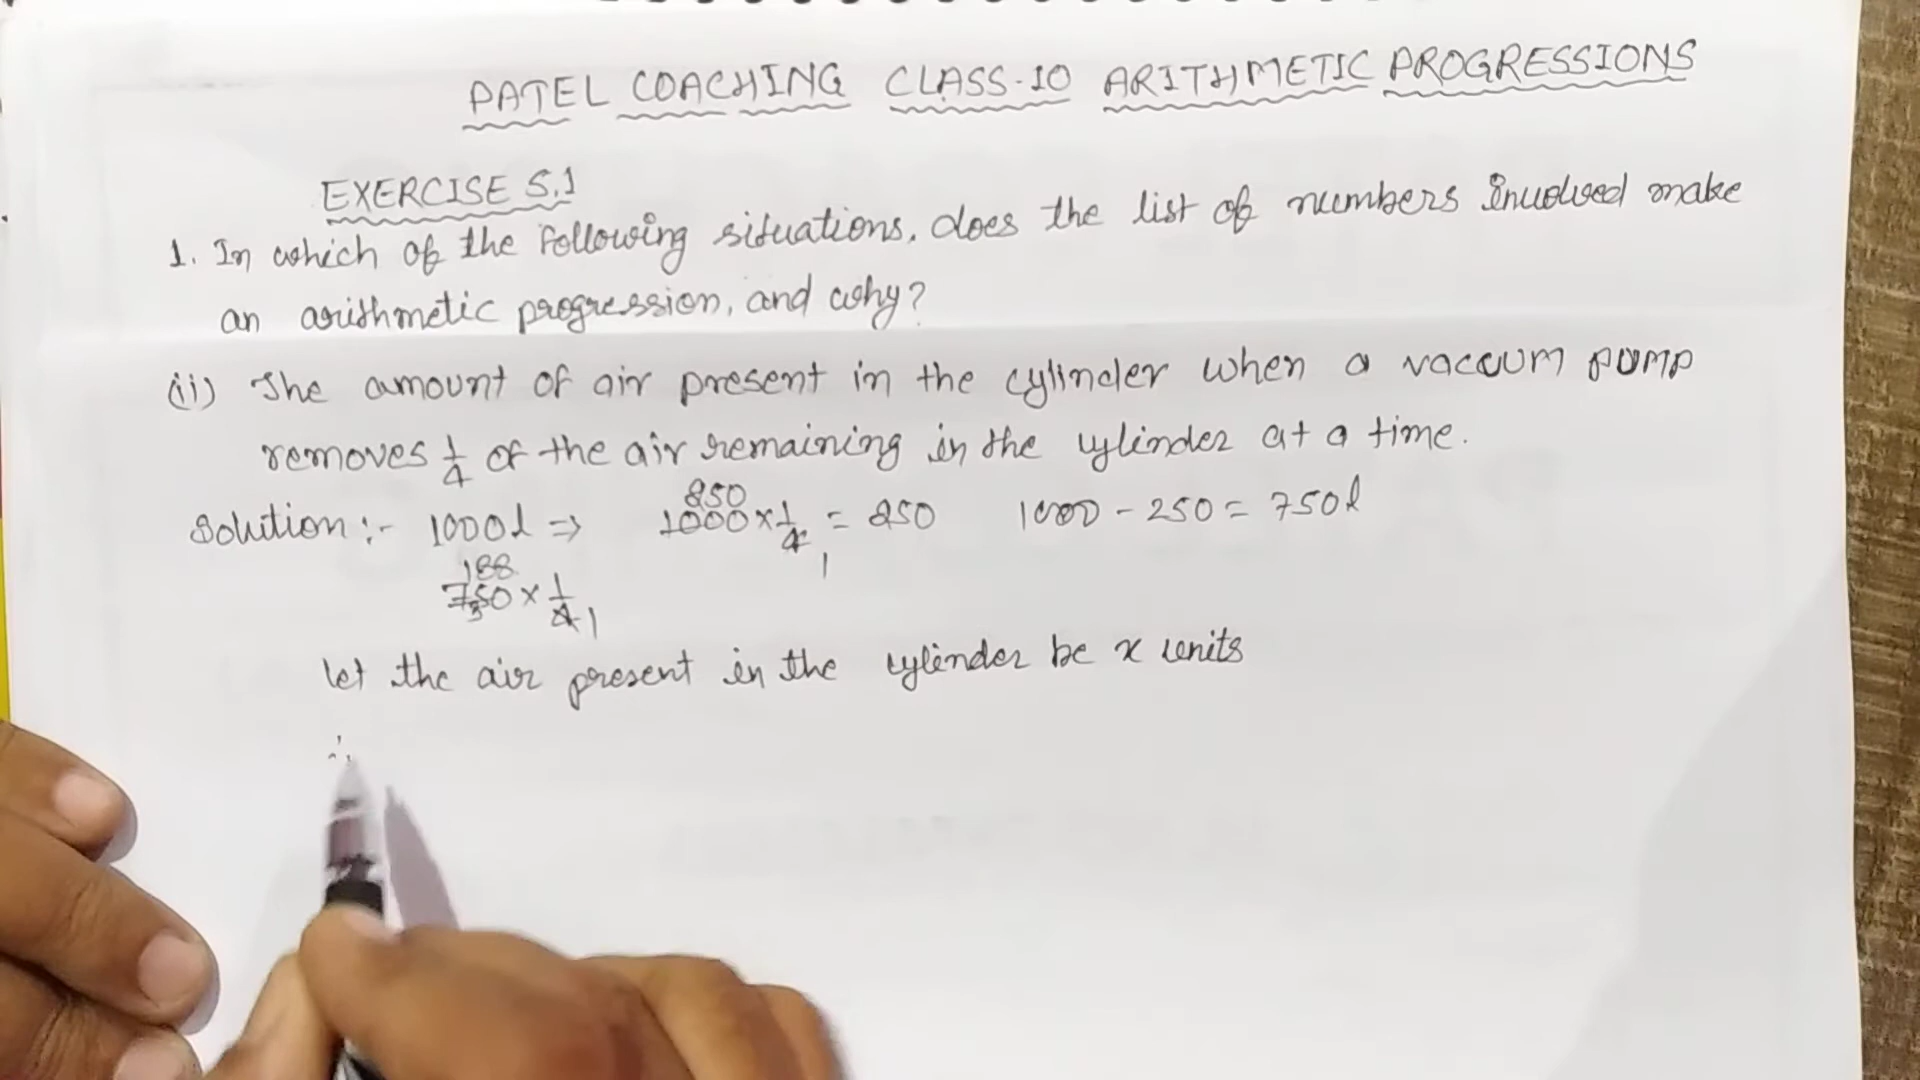 PATEL COACHING CLASS-10 ARITHMETIC PROGRESSIONS
EXERCISE 5.1
1. In which of the following situations, does the list of numbers involved make
an arithmetic progression, and why?
(ii) The amount of air present in the cylinder when a vacuum pump
removes 1/4 of the air remaining in the cylinder at a time.
Solution :- 1000l ⇒ 1000 × 1/4 = 250 1000 - 250 = 750l
250
1
188
750 × 1/4 1
let the air present in the cylinder be x units
∴